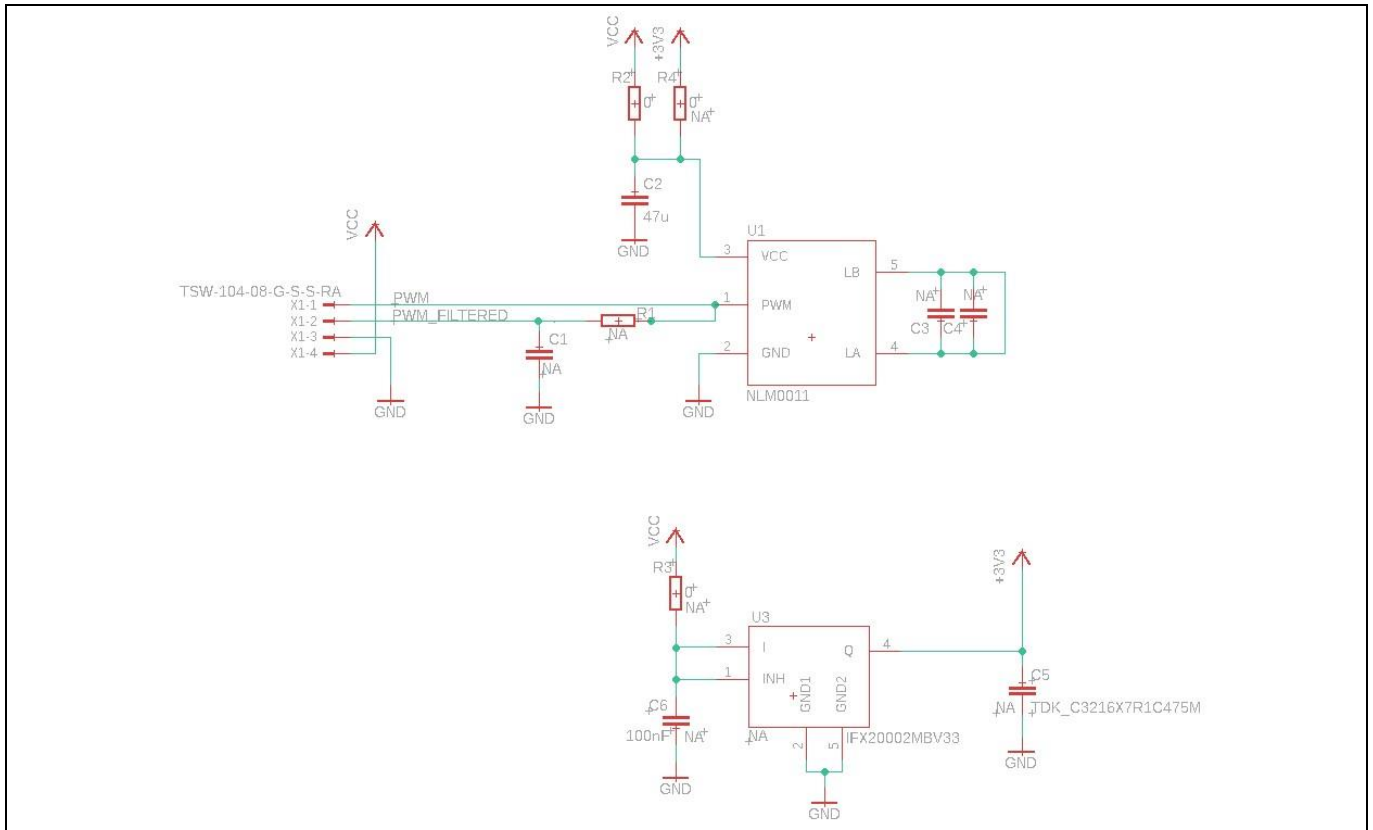 VCC
+3V3
R2
0
R4
0
NA
C2
47u
GND
VCC
TSW-104-08-G-S-S-RA
X1-1
PWM
X1-2
PWM_FILTERED
X1-3
X1-4
GND
C1
NA
GND
R1
NA
GND
U1
3
VCC
1
PWM
2
GND
LB
5
LA
4
NLM0011
NA
NA
C3
C4
VCC
R3
0
NA
U3
3
I
1
INH
Q
4
GND1
GND2
2
5
NA
IFX20002MBV33
C6
100nF
NA
GND
GND
+3V3
C5
NA
TDK_C3216X7R1C475M
GND